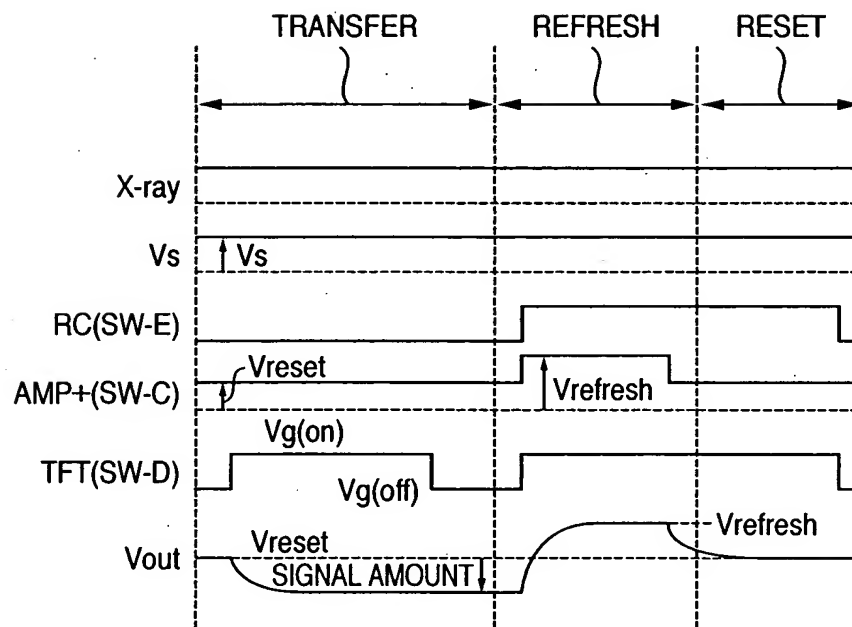 TRANSFER REFRESH RESET
X-ray
Vs Vs
RC(SW-E)
Vreset
AMP+(SW-C) Vrefresh
Vg(on)
TFT(SW-D)
Vg(off)
Vreset Vrefresh
Vout
SIGNAL AMOUNT